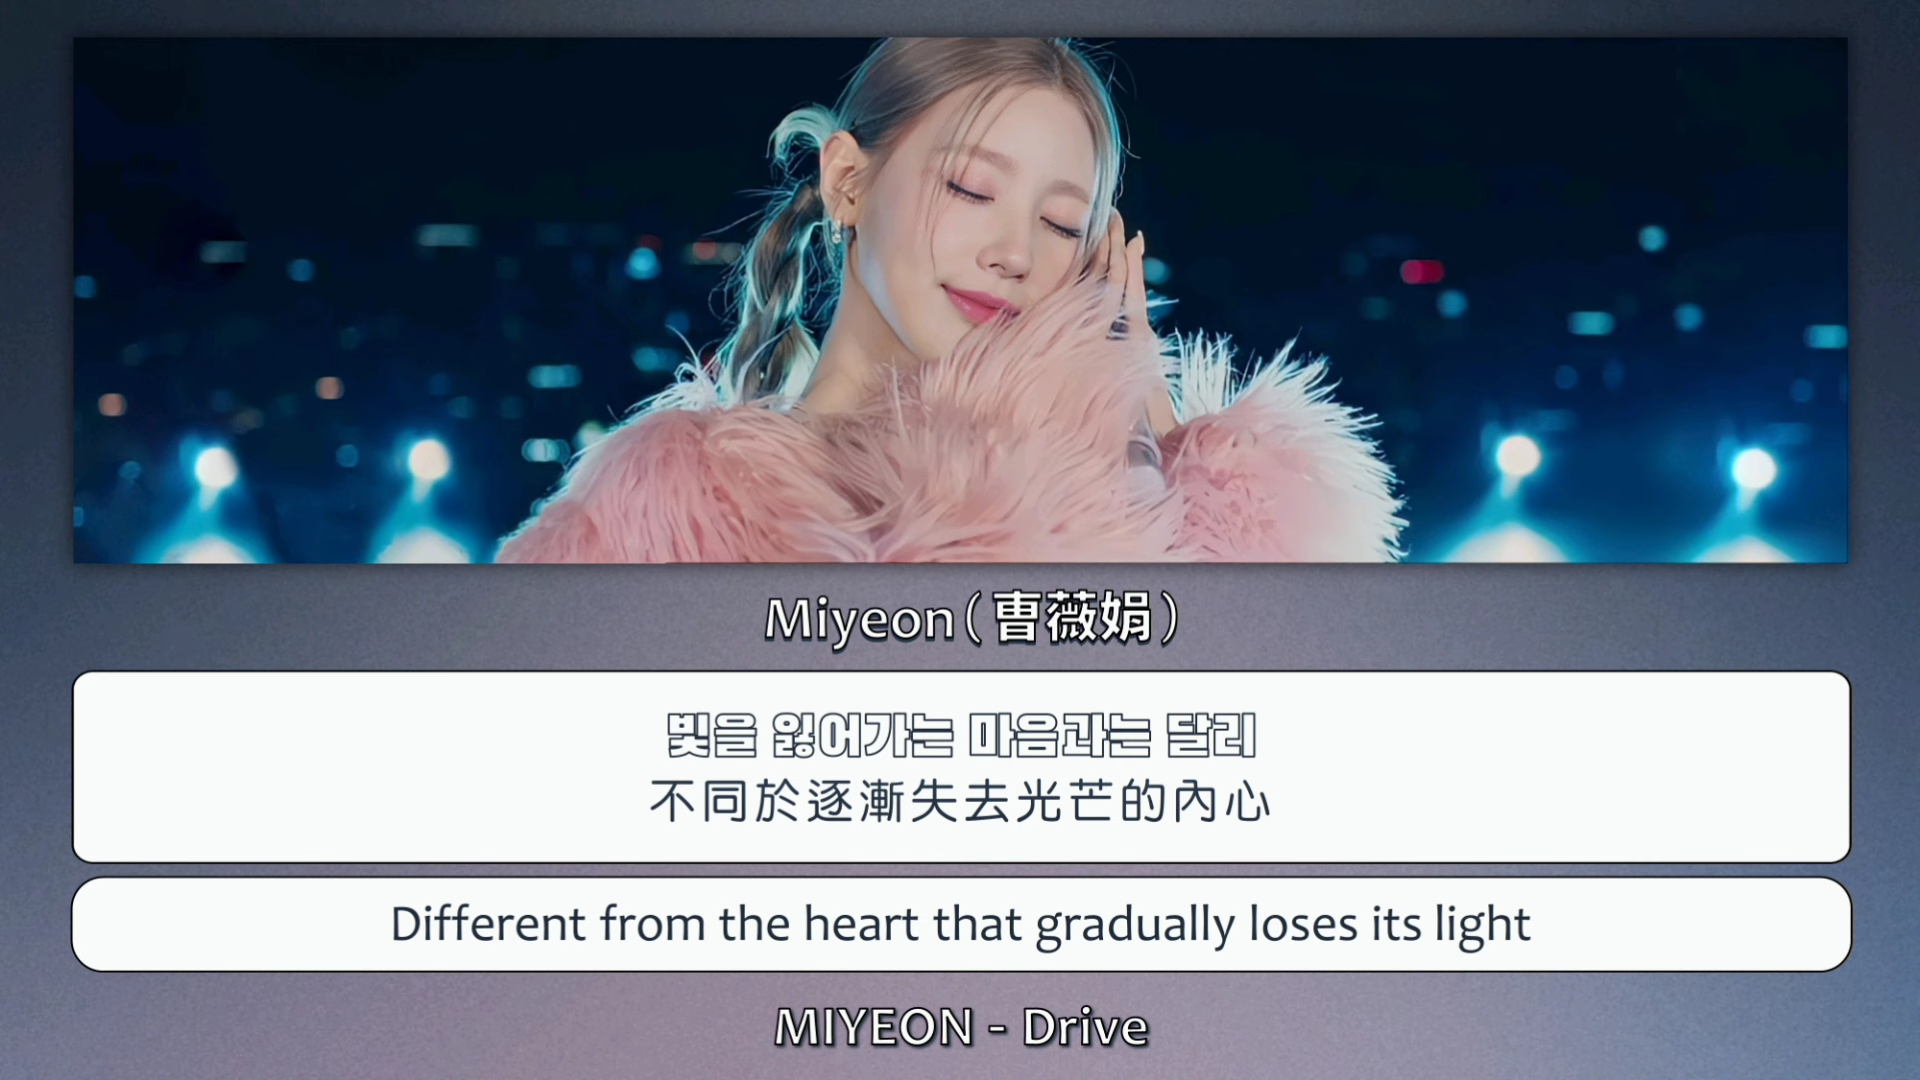 Miyeon(曺薇娟)
빛을 잃어가는 마음과는 달리
不同於逐漸失去光芒的內心
Different from the heart that gradually loses its light
MIYEON - Drive